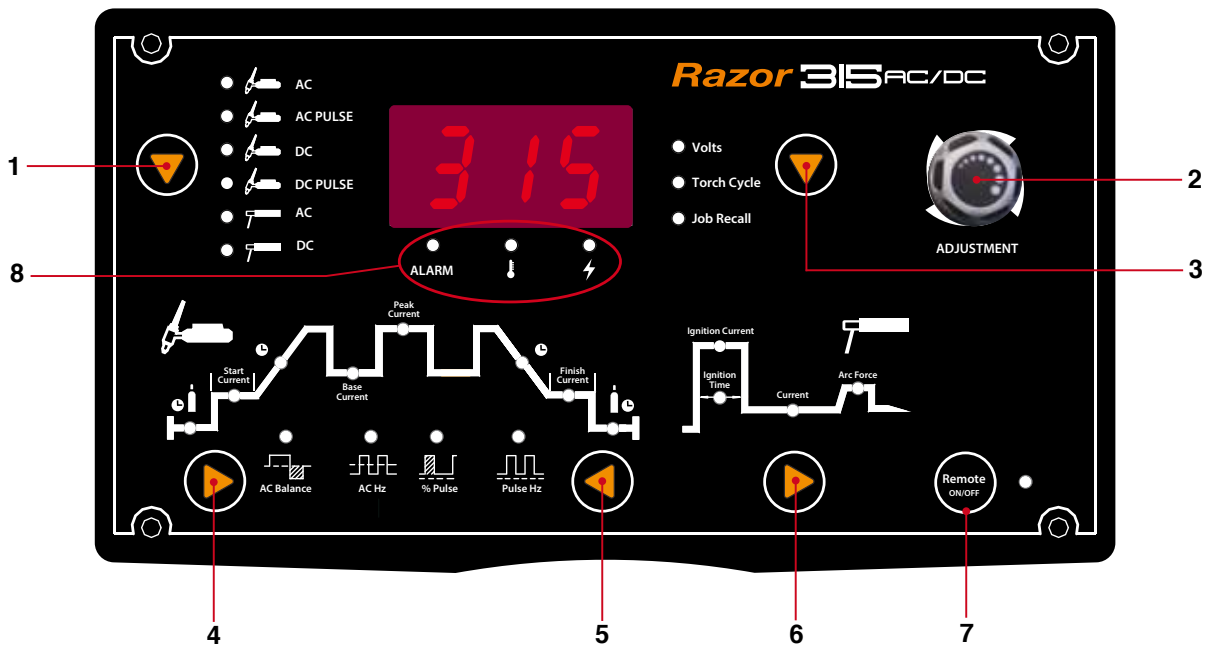 Razor 315 AC/DC
AC
AC PULSE
DC
DC PULSE
AC
DC
315
Volts
Torch Cycle
Job Recall
ADJUSTMENT
1
2
3
8
ALARM
Peak
Current
Start
Current
Base
Current
Finish
Current
Ignition Current
Ignition
Time
Current
Arc Force
AC Balance
AC Hz
% Pulse
Pulse Hz
Remote
ON/OFF
4
5
6
7